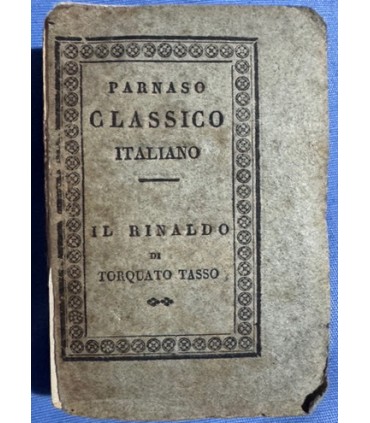 PARNASO
CLASSICO
ITALIANO
IL RINALDO
DI
TORQUATO TASSO